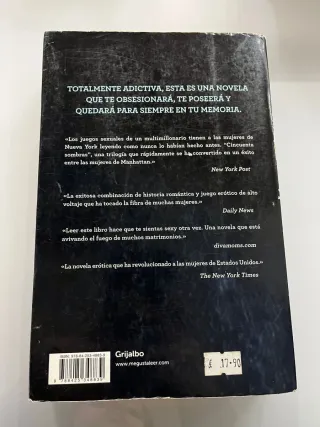 TOTALMENTE ADICTIVA, ESTA ES UNA NOVELA
QUE TE OBSESIONARÁ, TE POSEERÁ Y
QUEDARÁ PARA SIEMPRE EN TU MEMORIA.
«Los juegos sexuales de un multimillonario tienen a las mujeres de
Nueva York leyendo como nunca lo habían hecho antes. "Cincuenta
sombras", una trilogía que rápidamente se ha convertido en un éxito
entre las mujeres de Manhattan.»
New York Post
«La exitosa combinación de historia romántica y juego erótico de alto
voltaje que ha tocado la fibra de muchas mujeres.»
Daily News
«Leer este libro hace que te sientas sexy otra vez. Una novela que está
avivando el fuego de muchos matrimonios.»
divamoms.com
«La novela erótica que ha revolucionado a las mujeres de Estados Unidos.»
The New York Times
Grijalbo
www.megustaleer.com
£ 17.90